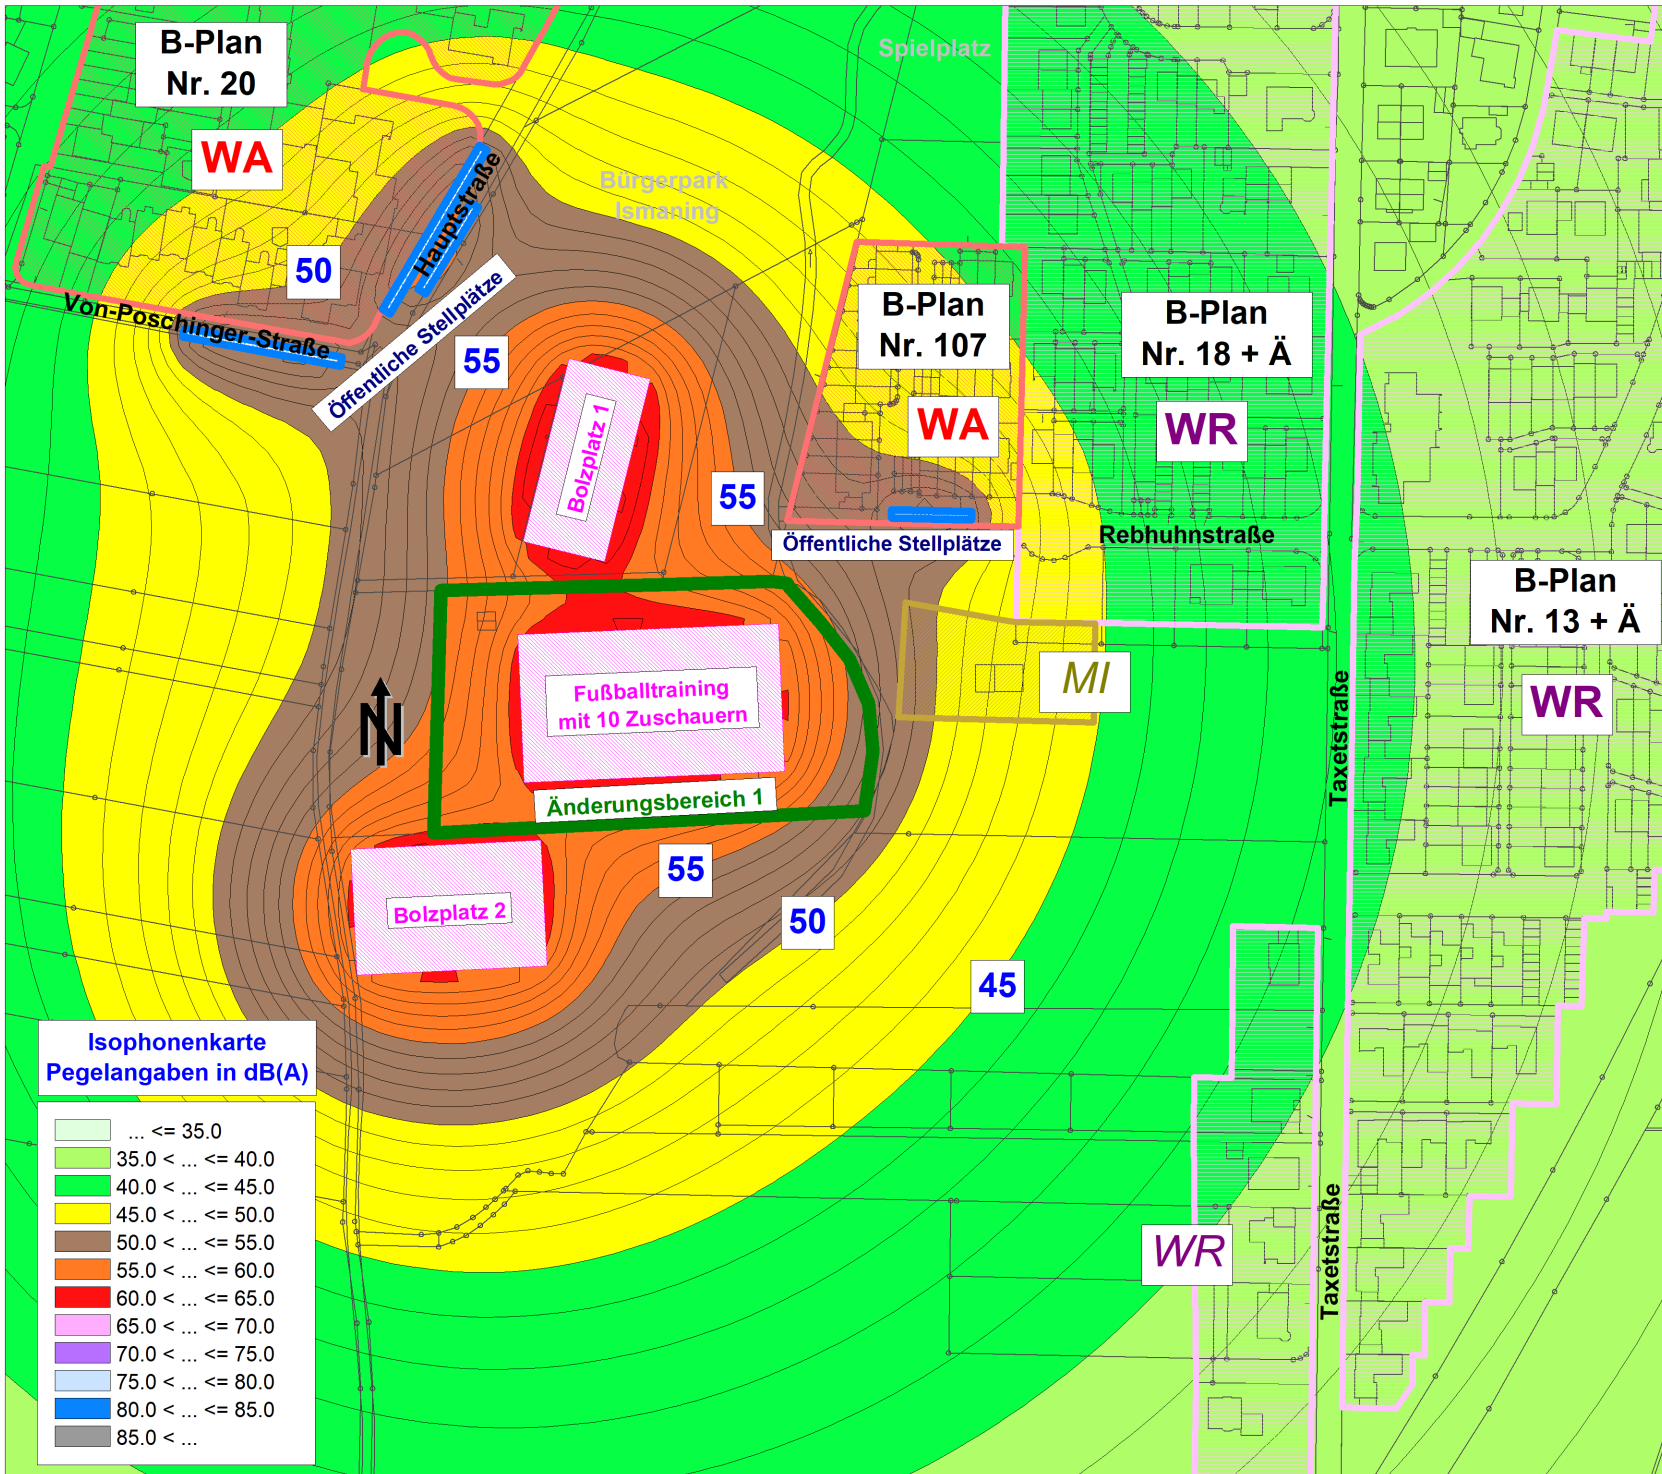 B-Plan
Nr. 20
WA
Spielplatz
Bürgerpark
Ismaning
Hauptstraße
50
Von-Poschinger-Straße
Öffentliche Stellplätze
55
B-Plan
Nr. 107
WA
B-Plan
Nr. 18 + Ä
WR
Bolzplatz 1
55
Öffentliche Stellplätze
Rebhuhnstraße
B-Plan
Nr. 13 + Ä
WR
MI
Taxetstraße
Fußballtraining
mit 10 Zuschauern
N
Änderungsbereich 1
55
Bolzplatz 2
50
45
Isophonenkarte
Pegelangaben in dB(A)
... <= 35.0
35.0 < ... <= 40.0
40.0 < ... <= 45.0
45.0 < ... <= 50.0
50.0 < ... <= 55.0
55.0 < ... <= 60.0
60.0 < ... <= 65.0
65.0 < ... <= 70.0
70.0 < ... <= 75.0
75.0 < ... <= 80.0
80.0 < ... <= 85.0
85.0 < ...
WR
Taxetstraße